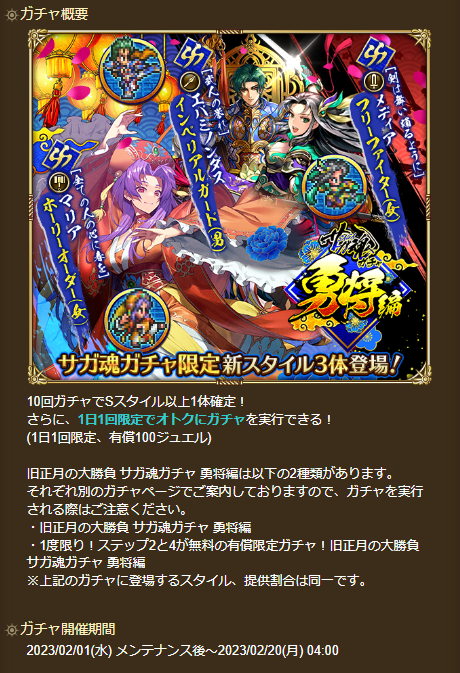 ガチャ概要
[奉人の誉れ]
エパミノンダス
インペリアルガード(男)
[剣は舞い踊るように]
メディア
フリーファイター(女)
[全ての人の心に春を]
マリア
ホーリーオーダー(女)
サガ魂
勇将編
サガ魂ガチャ限定新スタイル3体登場!
10回ガチャでSスタイル以上1体確定!
さらに、1日1回限定でオトクにガチャを実行できる!
(1日1回限定、有償100ジュエル)
旧正月の大勝負 サガ魂ガチャ 勇将編は以下の2種類があります。
それぞれ別のガチャページでご案内しておりますので、ガチャを実行
される際はご注意ください。
・旧正月の大勝負 サガ魂ガチャ 勇将編
・1度限り!ステップ2と4が無料の有償限定ガチャ!旧正月の大勝負
サガ魂ガチャ 勇将編
※上記のガチャに登場するスタイル、提供割合は同一です。
ガチャ開催期間
2023/02/01(水) メンテナンス後～2023/02/20(月) 04:00